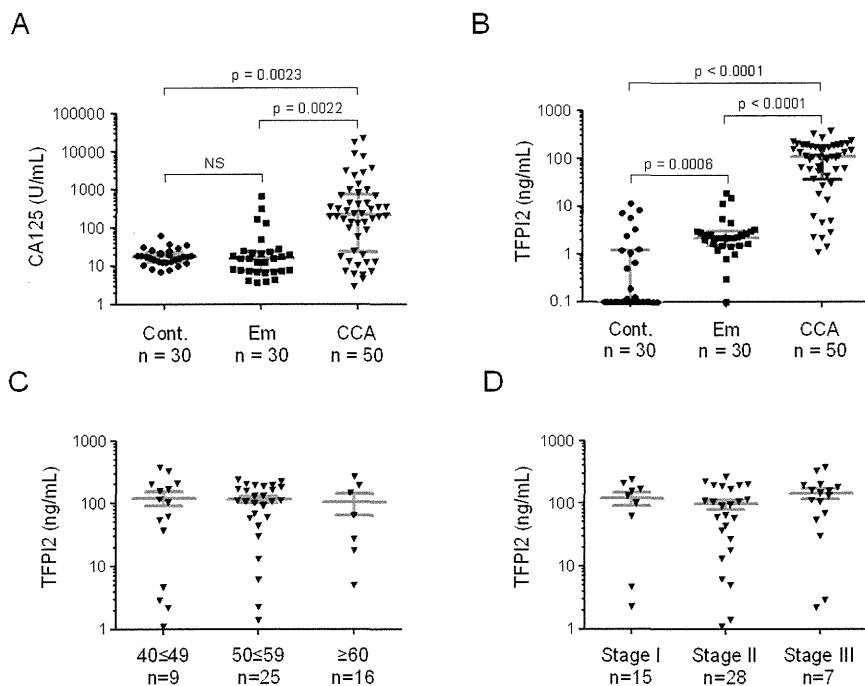 A
p = 0.0023
p = 0.0022
NS
CA125 (U/mL)
100000
10000
1000
100
10
1
Cont. Em CCA
n = 30 n = 30 n = 50
B
p < 0.0001
p < 0.0001
p = 0.0006
TFPI2 (ng/mL)
1000
100
10
1
0.1
Cont. Em CCA
n = 30 n = 30 n = 50
C
TFPI2 (ng/mL)
1000
100
10
1
40≤49 50≤59 ≥60
n=9 n=25 n=16
D
TFPI2 (ng/mL)
1000
100
10
1
Stage I Stage II Stage III
n=15 n=28 n=7